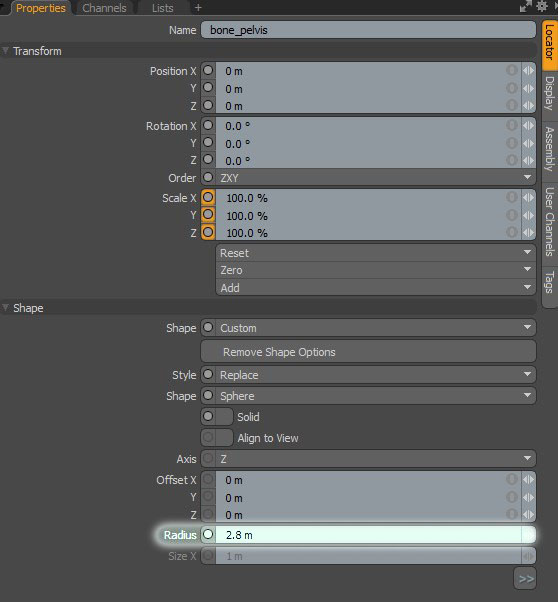 Properties Channels Lists +
Name bone_pelvis
Transform
Position X 0 m
Y 0 m
Z 0 m
Rotation X 0.0 °
Y 0.0 °
Z 0.0 °
Order ZXY
Scale X 100.0 %
Y 100.0 %
Z 100.0 %
Reset
Zero
Add
Shape
Shape Custom
Remove Shape Options
Style Replace
Shape Sphere
Solid
Align to View
Axis Z
Offset X 0 m
Y 0 m
Z 0 m
Radius 2.8 m
Size X 1 m
>>
Locator
Display
Assembly
User Channels
Tags